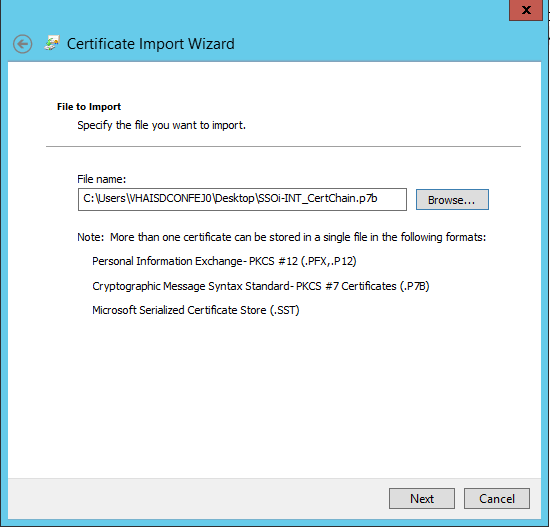 x
Certificate Import Wizard
File to Import
Specify the file you want to import.
File name:
C:\Users\VHAISDCONFEJ0\Desktop\SSOi-INT_CertChain.p7b
Browse...
Note: More than one certificate can be stored in a single file in the following formats:
Personal Information Exchange- PKCS #12 (.PFX,.P12)
Cryptographic Message Syntax Standard- PKCS #7 Certificates (.P7B)
Microsoft Serialized Certificate Store (.SST)
Next
Cancel